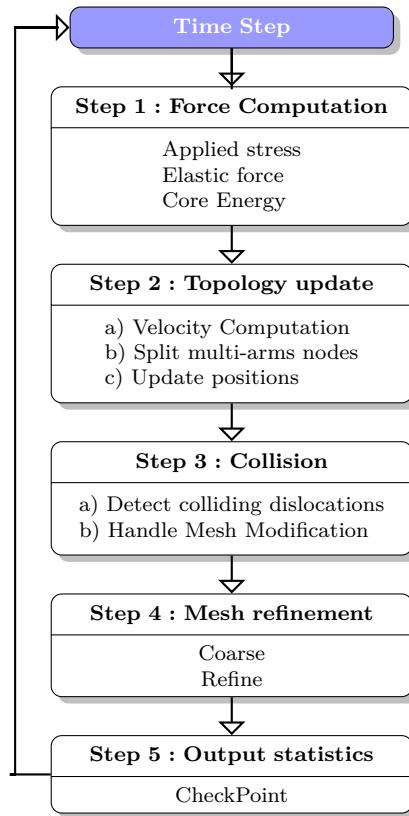 Time Step
Step 1 : Force Computation
Applied stress
Elastic force
Core Energy
Step 2 : Topology update
a) Velocity Computation
b) Split multi-arms nodes
c) Update positions
Step 3 : Collision
a) Detect colliding dislocations
b) Handle Mesh Modification
Step 4 : Mesh refinement
Coarse
Refine
Step 5 : Output statistics
CheckPoint